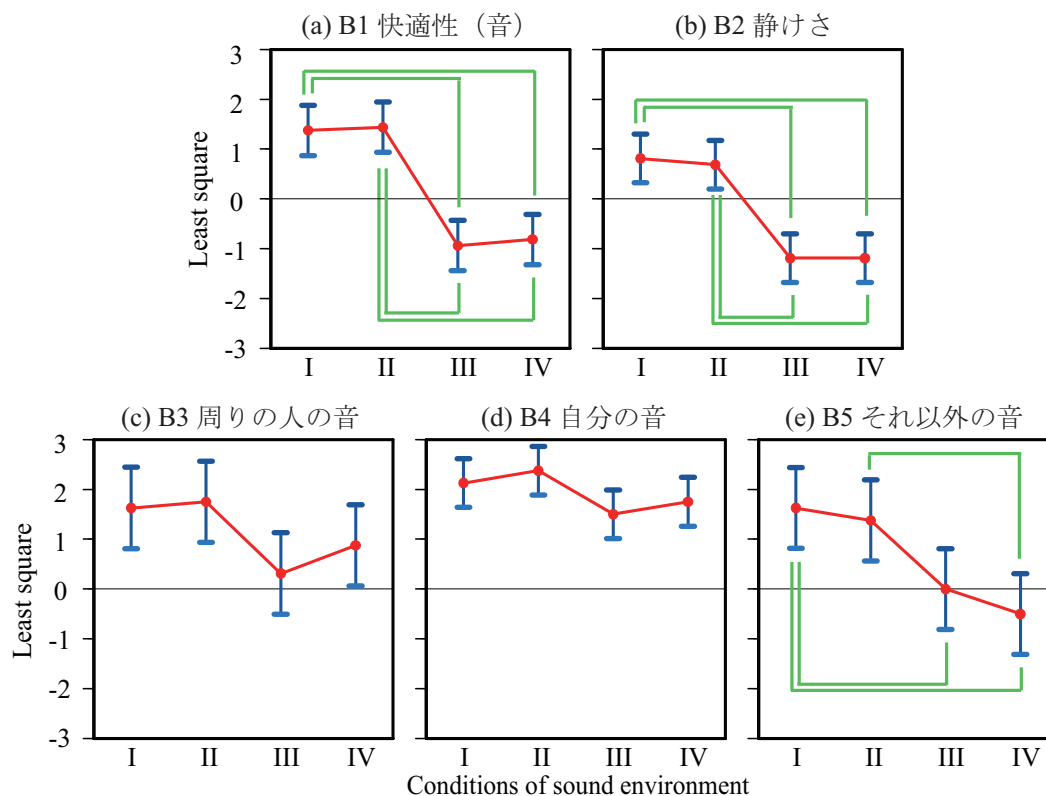 (a) B1 快適性（音）
(b) B2 静けさ
Least square
3
2
1
0
-1
-2
-3
I II III IV
I II III IV
(c) B3 周りの人の音
(d) B4 自分の音
(e) B5 それ以外の音
Least square
3
2
1
0
-1
-2
-3
I II III IV
I II III IV
I II III IV
Conditions of sound environment